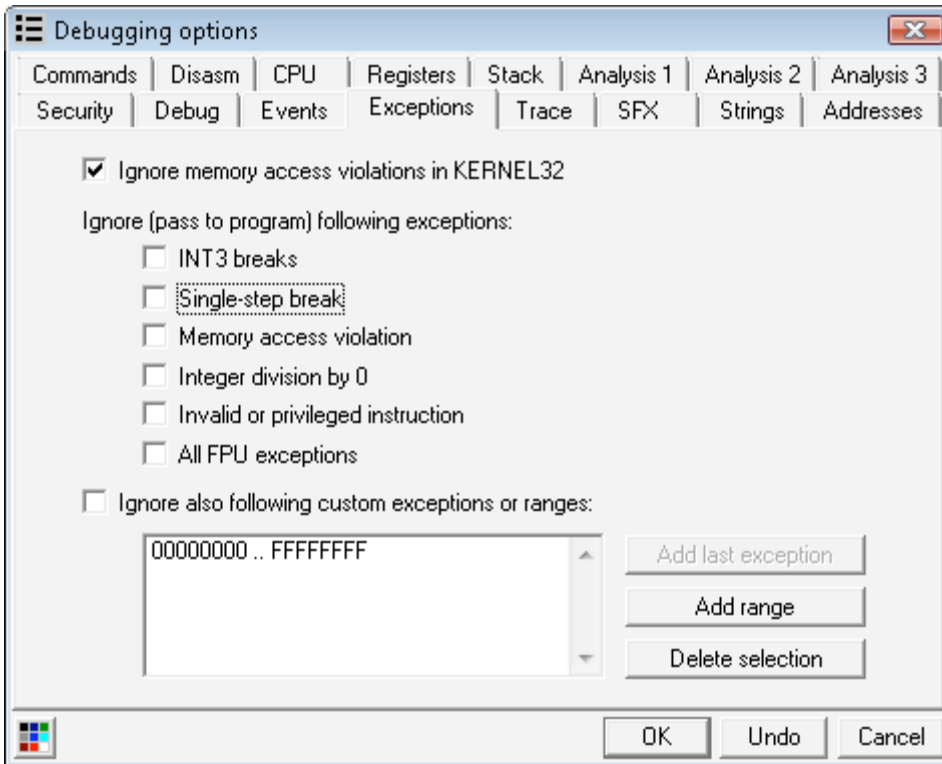 Debugging options
Commands Disasm CPU Registers Stack Analysis 1 Analysis 2 Analysis 3
Security Debug Events Exceptions Trace SFX Strings Addresses
Ignore memory access violations in KERNEL32
Ignore (pass to program) following exceptions:
INT3 breaks
Single-step break
Memory access violation
Integer division by 0
Invalid or privileged instruction
All FPU exceptions
Ignore also following custom exceptions or ranges:
00000000 .. FFFFFFFF
Add last exception
Add range
Delete selection
OK Undo Cancel